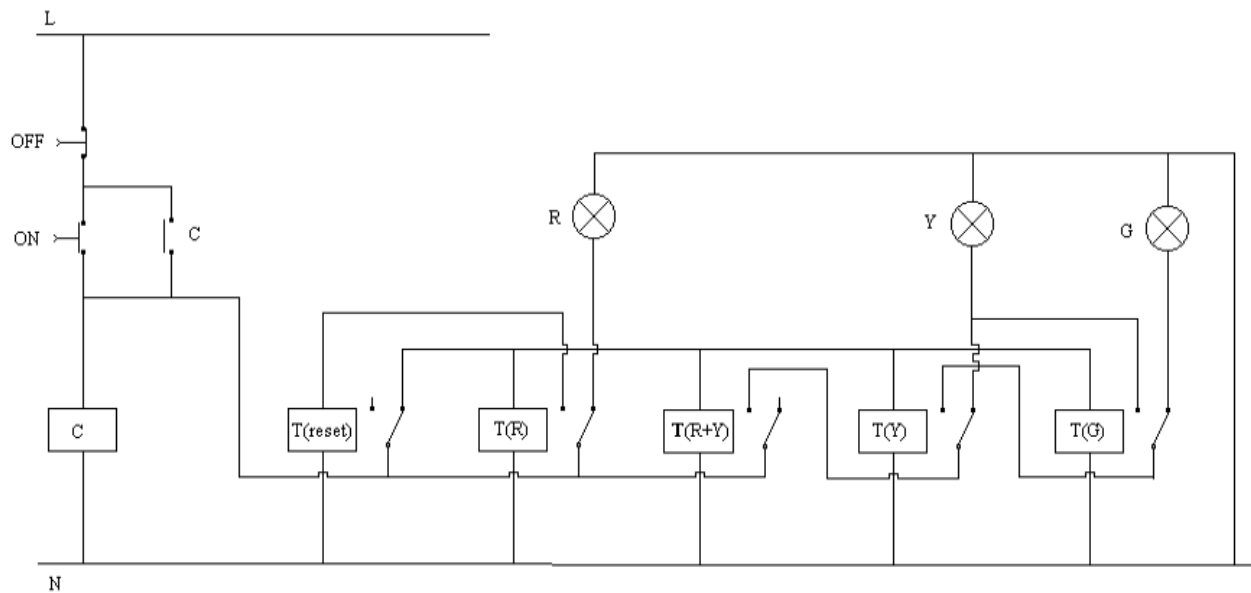 L
OFF
ON
C
R
Y
G
C
T(reset)
T(R)
T(R+Y)
T(Y)
T(G)
N